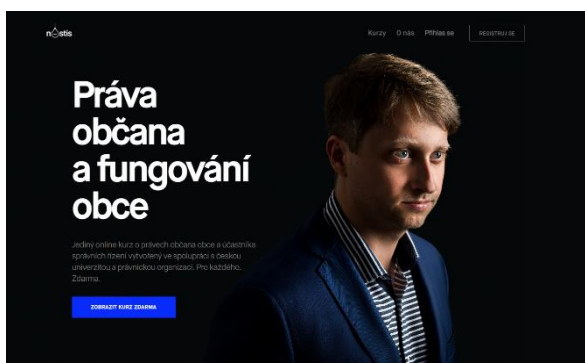 nostis
Kurzy O nás Přihlas se REGISTRUJ SE
Práva
občana
a fungování
obce
Jediný online kurz o právech občana obce a účastníka
správních řízení vytvořený ve spolupráci s českou
univerzitou a právnickou organizací. Pro každého.
Zdarma.
ZOBRAZIT KURZ ZDARMA